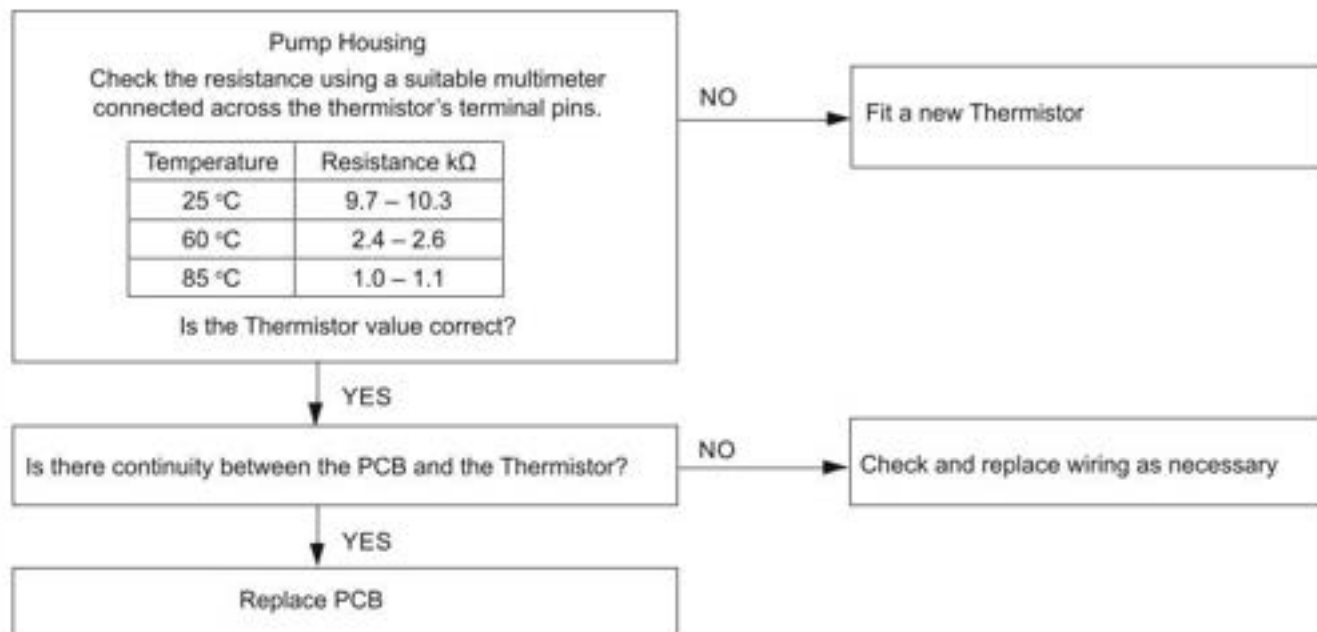 Pump Housing
Check the resistance using a suitable multimeter
connected across the thermistor's terminal pins.
NO
Fit a new Thermistor
Temperature Resistance kΩ
25 °C 9.7 – 10.3
60 °C 2.4 – 2.6
85 °C 1.0 – 1.1
Is the Thermistor value correct?
YES
Is there continuity between the PCB and the Thermistor?
NO
Check and replace wiring as necessary
YES
Replace PCB